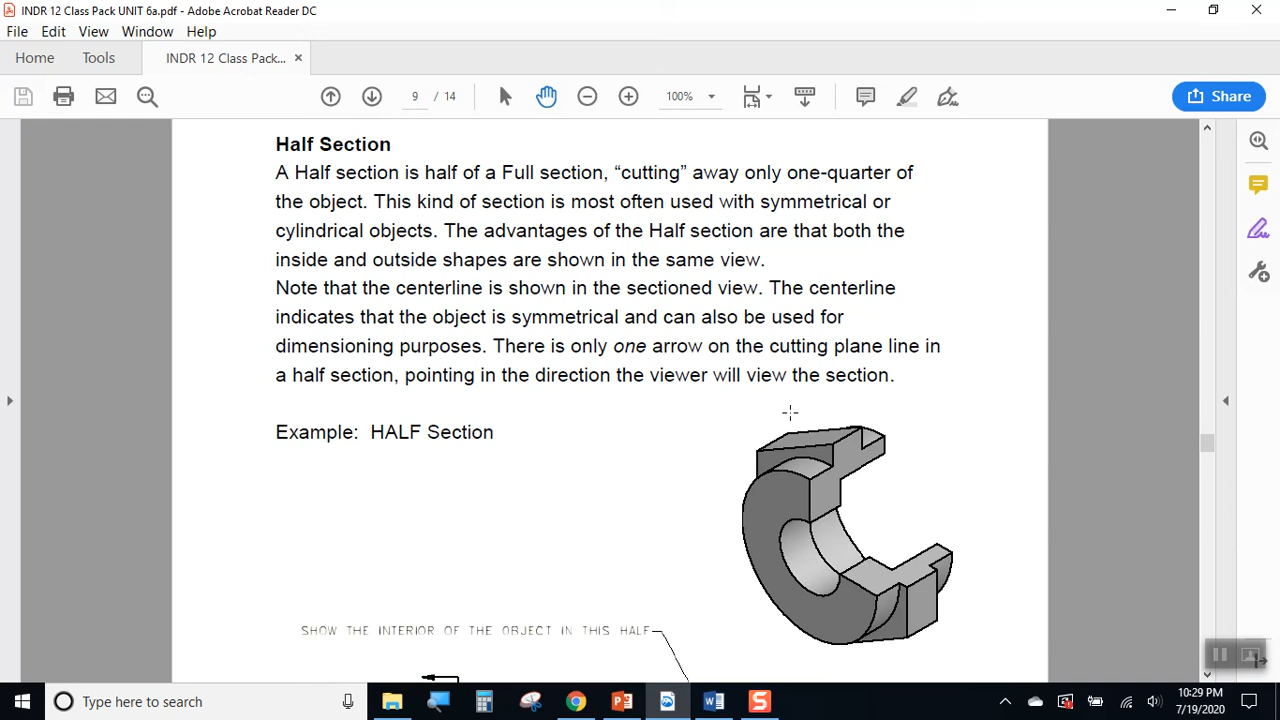 INDR 12 Class Pack UNIT 6a.pdf - Adobe Acrobat Reader DC
File Edit View Window Help
Home Tools INDR 12 Class Pack... ×
9 / 14 100% Share
Half Section
A Half section is half of a Full section, “cutting” away only one-quarter of
the object. This kind of section is most often used with symmetrical or
cylindrical objects. The advantages of the Half section are that both the
inside and outside shapes are shown in the same view.
Note that the centerline is shown in the sectioned view. The centerline
indicates that the object is symmetrical and can also be used for
dimensioning purposes. There is only one arrow on the cutting plane line in
a half section, pointing in the direction the viewer will view the section.
Example: HALF Section
SHOW THE INTERIOR OF THE OBJECT IN THIS HALF
Type here to search
10:29 PM
7/19/2020